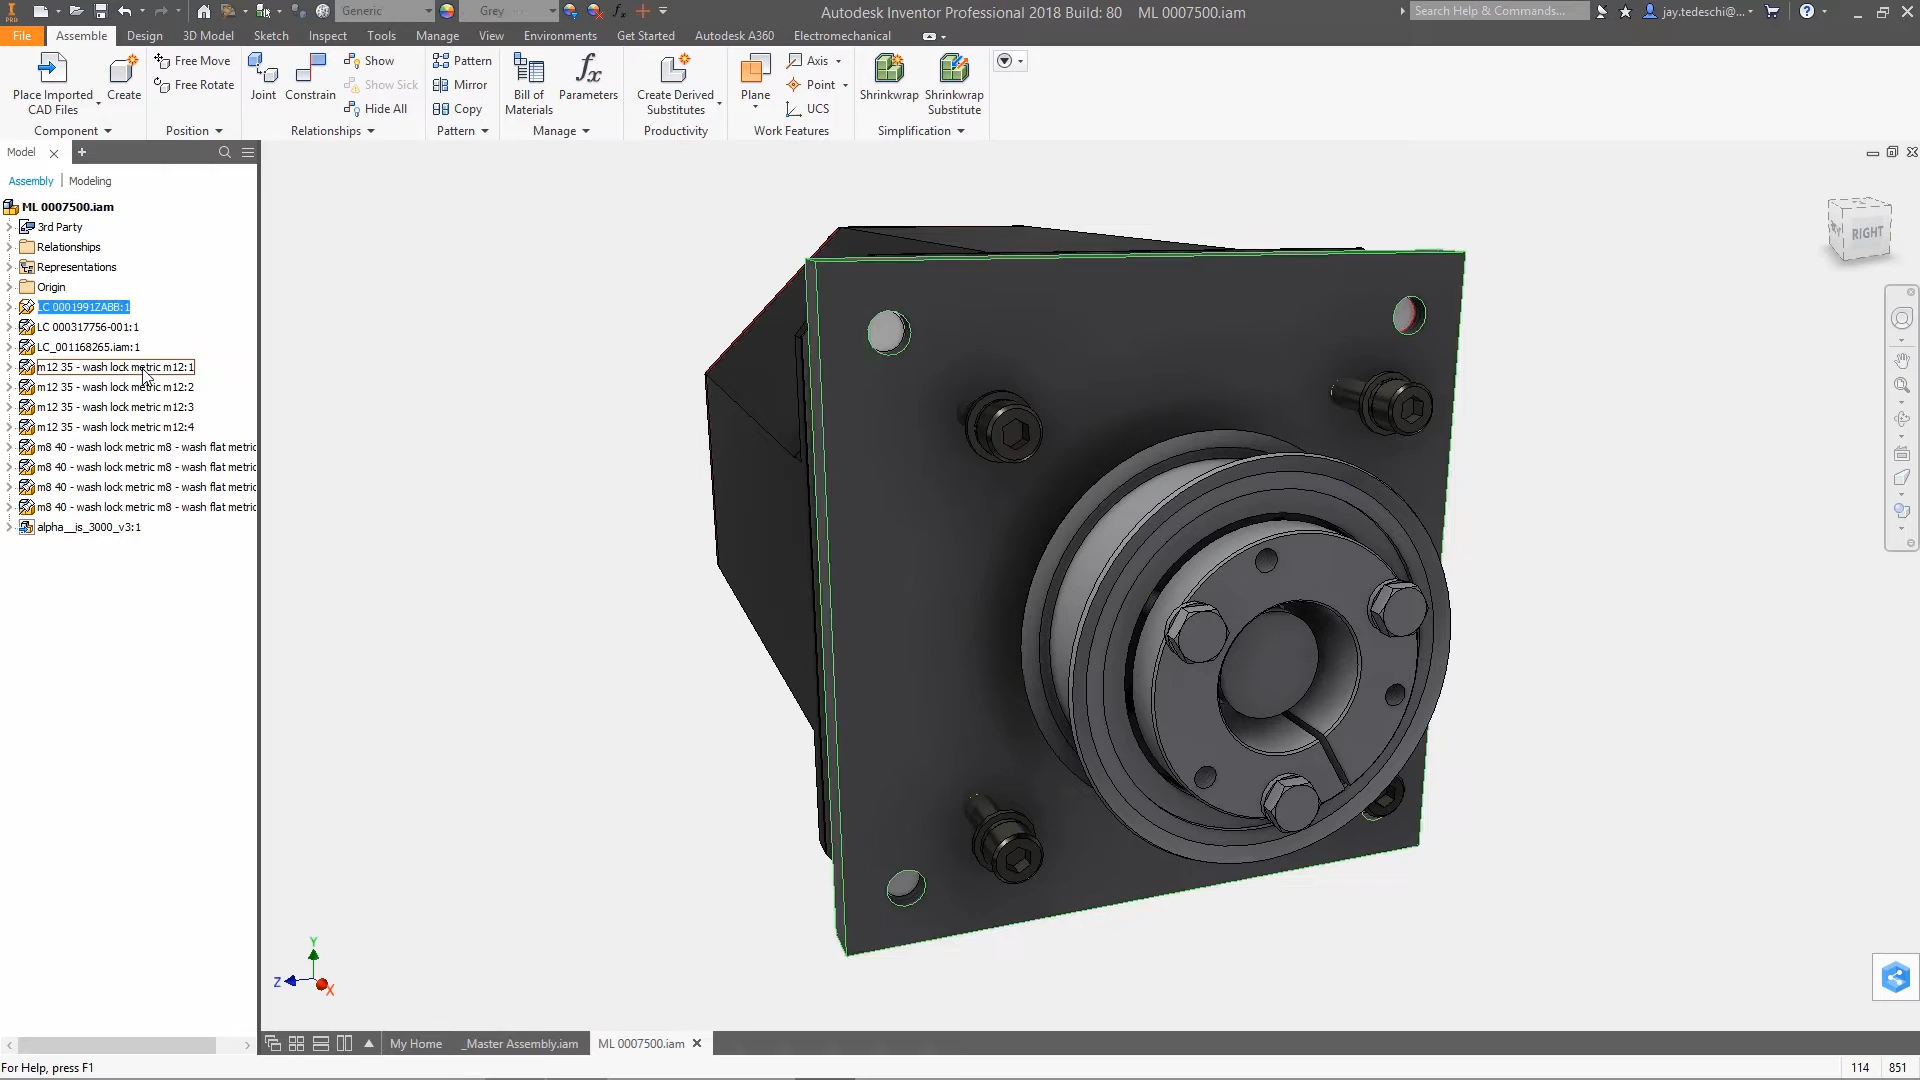 PRO
Generic
Grey
Autodesk Inventor Professional 2018 Build: 80 ML 0007500.iam
Search Help & Commands...
jay.tedeschi@...
File
Assemble
Design
3D Model
Sketch
Inspect
Tools
Manage
View
Environments
Get Started
Autodesk A360
Electromechanical
Place Imported
CAD Files
Create
Component
Free Move
Free Rotate
Position
Joint
Constrain
Show
Show Sick
Hide All
Relationships
Pattern
Mirror
Copy
Pattern
Bill of
Materials
Parameters
Manage
Create Derived
Substitutes
Productivity
Plane
Axis
Point
UCS
Work Features
Shrinkwrap
Shrinkwrap
Substitute
Simplification
Model
Assembly
Modeling
ML 0007500.iam
3rd Party
Relationships
Representations
Origin
LC 0001991ZABB:1
LC 000317756-001:1
LC_001168265.iam:1
m12 35 - wash lock metric m12:1
m12 35 - wash lock metric m12:2
m12 35 - wash lock metric m12:3
m12 35 - wash lock metric m12:4
m8 40 - wash lock metric m8 - wash flat metric
m8 40 - wash lock metric m8 - wash flat metric
m8 40 - wash lock metric m8 - wash flat metric
m8 40 - wash lock metric m8 - wash flat metric
alpha__is_3000_v3:1
RIGHT
Y
Z
X
My Home
_Master Assembly.iam
ML 0007500.iam
For Help, press F1
114
851